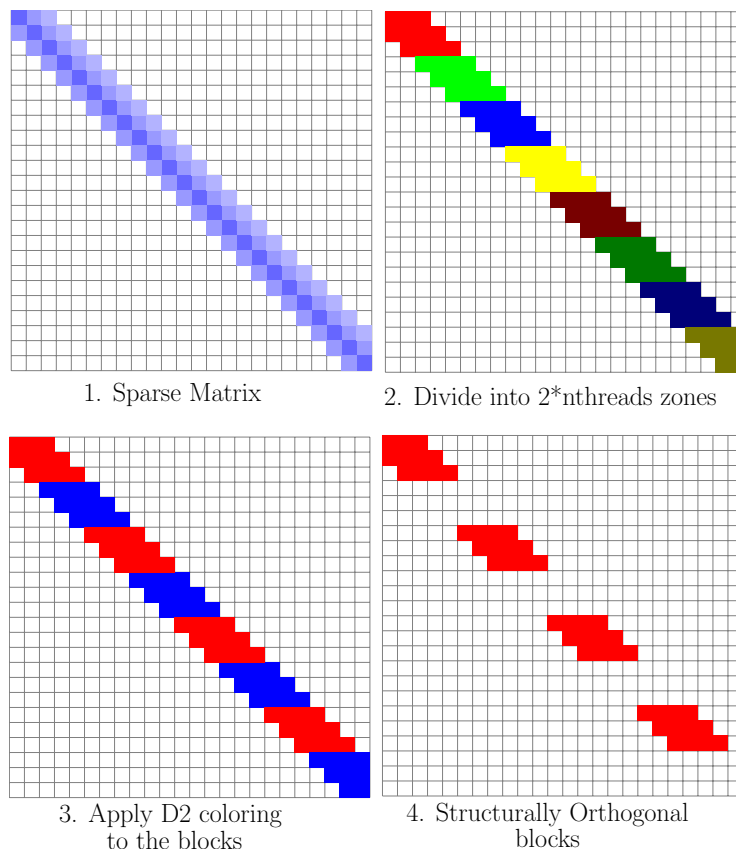 1. Sparse Matrix
2. Divide into 2*nthreads zones
3. Apply D2 coloring
to the blocks
4. Structurally Orthogonal
blocks